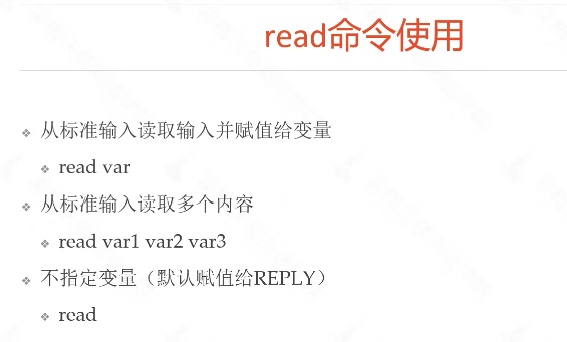 read命令使用
从标准输入读取输入并赋值给变量
read var
从标准输入读取多个内容
read var1 var2 var3
不指定变量（默认赋值给REPLY）
read